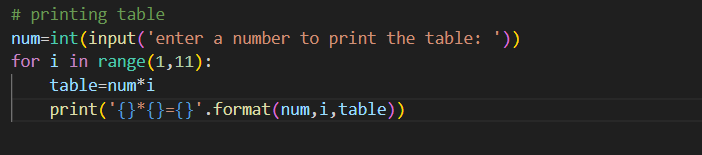 # printing table
num=int(input('enter a number to print the table: '))
for i in range(1,11):
    table=num*i
    print('{}*{}={}'.format(num,i,table))